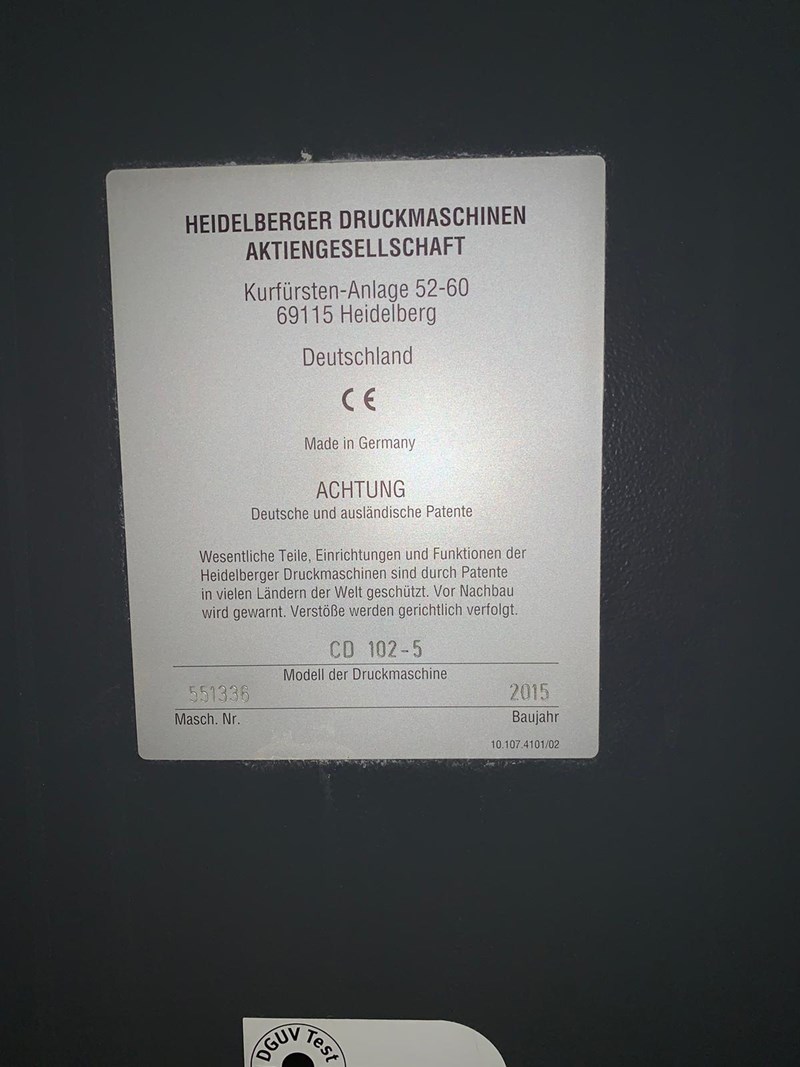 HEIDELBERGER DRUCKMASCHINEN
AKTIENGESELLSCHAFT
Kurfürsten-Anlage 52-60
69115 Heidelberg
Deutschland
CE
Made in Germany
ACHTUNG
Deutsche und ausländische Patente
Wesentliche Teile, Einrichtungen und Funktionen der
Heidelberger Druckmaschinen sind durch Patente
in vielen Ländern der Welt geschützt. Vor Nachbau
wird gewarnt. Verstöße werden gerichtlich verfolgt.
CD 102-5
Modell der Druckmaschine
551336 2015
Masch. Nr. Baujahr
10.107.4101/02
DGUV Test